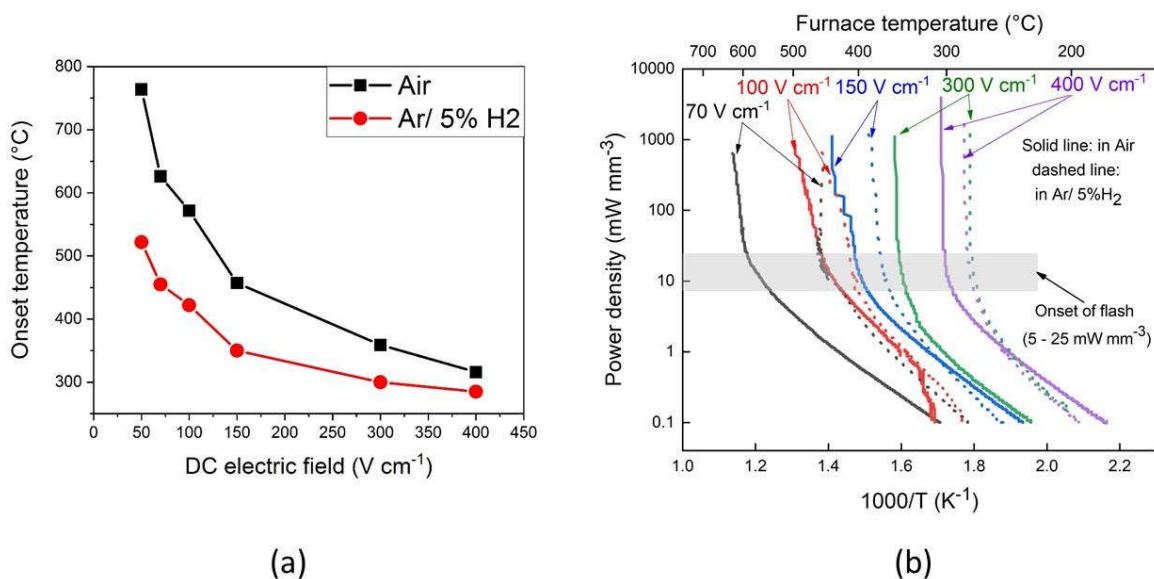 800
700
600
500
400
300
0
50
100
150
200
250
300
350
400
450
Onset temperature (°C)
DC electric field (V cm⁻¹)
Air
Ar/ 5% H2
(a)
Furnace temperature (°C)
700
600
500
400
300
200
10000
1000
100
10
1
0.1
Power density (mW mm⁻³)
70 V cm⁻¹
100 V cm⁻¹
150 V cm⁻¹
300 V cm⁻¹
400 V cm⁻¹
Solid line: in Air
dashed line:
in Ar/ 5%H₂
Onset of flash
(5 - 25 mW mm⁻³)
1.0
1.2
1.4
1.6
1.8
2.0
2.2
1000/T (K⁻¹)
(b)